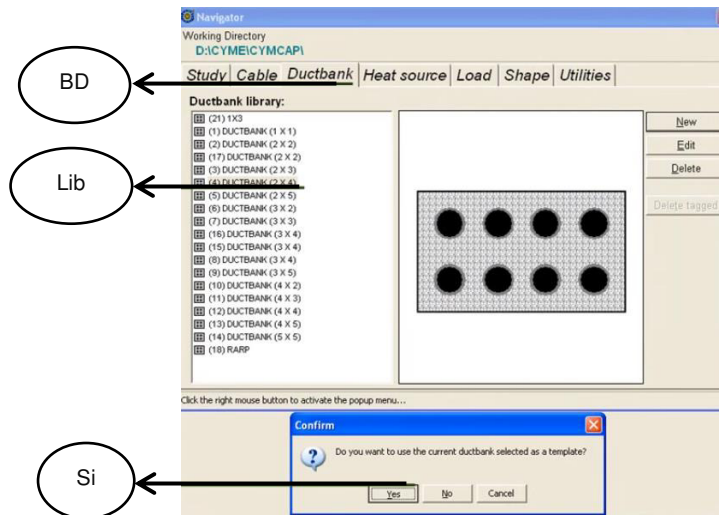 Navigator
Working Directory
D:\CYME\CYMCAP\
BD
Study Cable Ductbank Heat source Load Shape Utilities
Ductbank library:
(21) 1X3
(1) DUCTBANK (1 X 1)
(2) DUCTBANK (2 X 2)
(17) DUCTBANK (2 X 2)
(3) DUCTBANK (2 X 3)
Lib
(4) DUCTBANK (2 X 4)
(5) DUCTBANK (2 X 5)
(6) DUCTBANK (3 X 2)
(7) DUCTBANK (3 X 3)
(16) DUCTBANK (3 X 4)
(15) DUCTBANK (3 X 4)
(8) DUCTBANK (3 X 4)
(9) DUCTBANK (3 X 5)
(10) DUCTBANK (4 X 2)
(11) DUCTBANK (4 X 3)
(12) DUCTBANK (4 X 4)
(13) DUCTBANK (4 X 5)
(14) DUCTBANK (5 X 5)
(18) RARP
New
Edit
Delete
Delete tagged
Click the right mouse button to activate the popup menu...
Confirm
Do you want to use the current ductbank selected as a template?
Si
Yes No Cancel